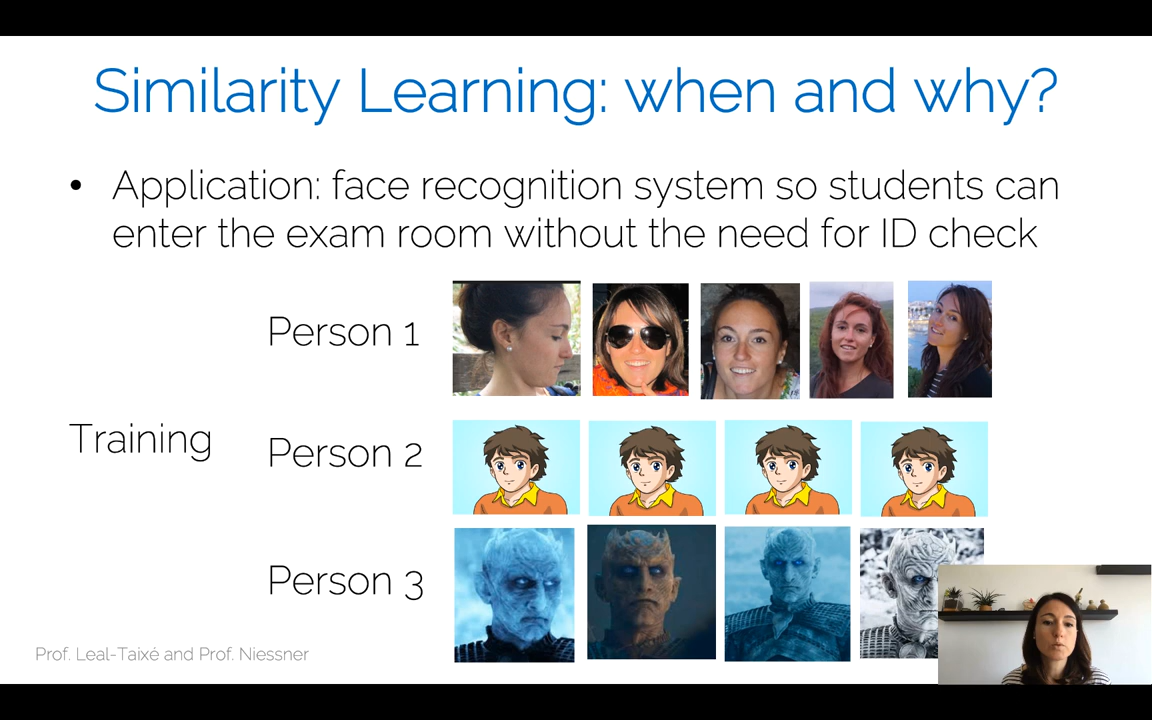 Similarity Learning: when and why?
• Application: face recognition system so students can
enter the exam room without the need for ID check
Person 1
Training
Person 2
Person 3
Prof. Leal-Taixé and Prof. Niessner